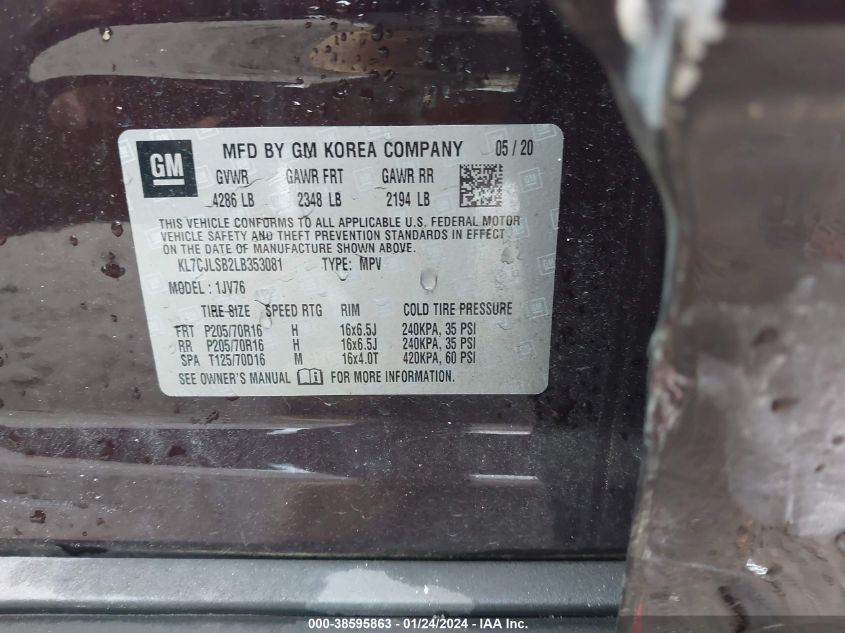 GM MFD BY GM KOREA COMPANY 05 / 20
GVWR GAWR FRT GAWR RR
4286 LB 2348 LB 2194 LB
THIS VEHICLE CONFORMS TO ALL APPLICABLE U.S. FEDERAL MOTOR
VEHICLE SAFETY AND THEFT PREVENTION STANDARDS IN EFFECT
ON THE DATE OF MANUFACTURE SHOWN ABOVE.
KL7CJLSB2LB353081 TYPE: MPV
MODEL : 1JV76
TIRE SIZE SPEED RTG RIM COLD TIRE PRESSURE
FRT P205/70R16 H 16x6.5J 240KPA, 35 PSI
RR P205/70R16 H 16x6.5J 240KPA, 35 PSI
SPA T125/70D16 M 16x4.0T 420KPA, 60 PSI
SEE OWNER'S MANUAL FOR MORE INFORMATION.
000-38595863 - 01/24/2024 - IAA Inc.